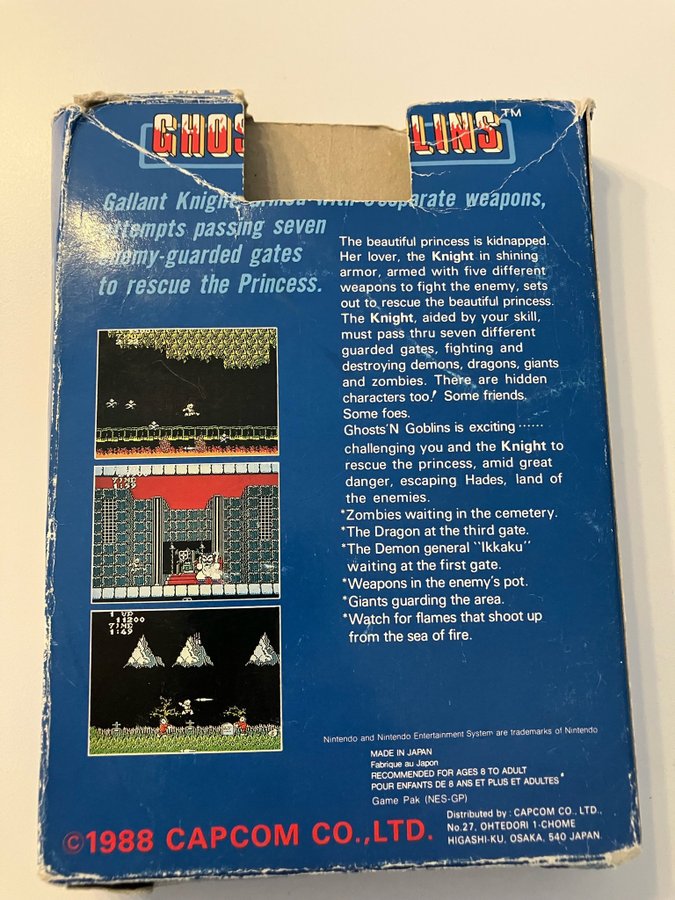 GHOS LINS ™
Gallant Knight armed with separate weapons,
attempts passing seven
enemy-guarded gates
to rescue the Princess.
The beautiful princess is kidnapped.
Her lover, the Knight in shining
armor, armed with five different
weapons to fight the enemy, sets
out to rescue the beautiful princess.
The Knight, aided by your skill,
must pass thru seven different
guarded gates, fighting and
destroying demons, dragons, giants
and zombies. There are hidden
characters too! Some friends.
Some foes.
Ghosts'N Goblins is exciting ······
challenging you and the Knight to
rescue the princess, amid great
danger, escaping Hades, land of
the enemies.
*Zombies waiting in the cemetery.
*The Dragon at the third gate.
*The Demon general "Ikkaku"
waiting at the first gate.
*Weapons in the enemy's pot.
*Giants guarding the area.
*Watch for flames that shoot up
from the sea of fire.
2:22
1:59
1 UP
11200
TIME
1:49
Nintendo and Nintendo Entertainment System are trademarks of Nintendo
MADE IN JAPAN
Fabrique au Japon
RECOMMENDED FOR AGES 8 TO ADULT
POUR ENFANTS DE 8 ANS ET PLUS ET ADULTES*
Game Pak (NES-GP)
©1988 CAPCOM CO.,LTD.
Distributed by : CAPCOM CO., LTD.,
No.27, OHTEDORI 1-CHOME
HIGASHI-KU, OSAKA, 540 JAPAN.